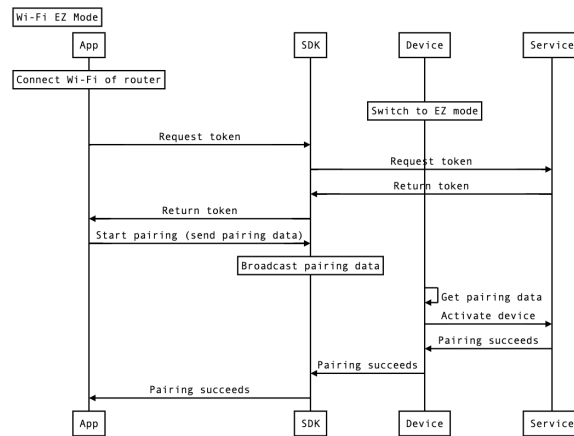 Wi-Fi EZ Mode
App
SDK
Device
Service
Connect Wi-Fi of router
Switch to EZ mode
Request token
Request token
Return token
Return token
Start pairing (send pairing data)
Broadcast pairing data
Get pairing data
Activate device
Pairing succeeds
Pairing succeeds
Pairing succeeds
App
SDK
Device
Service